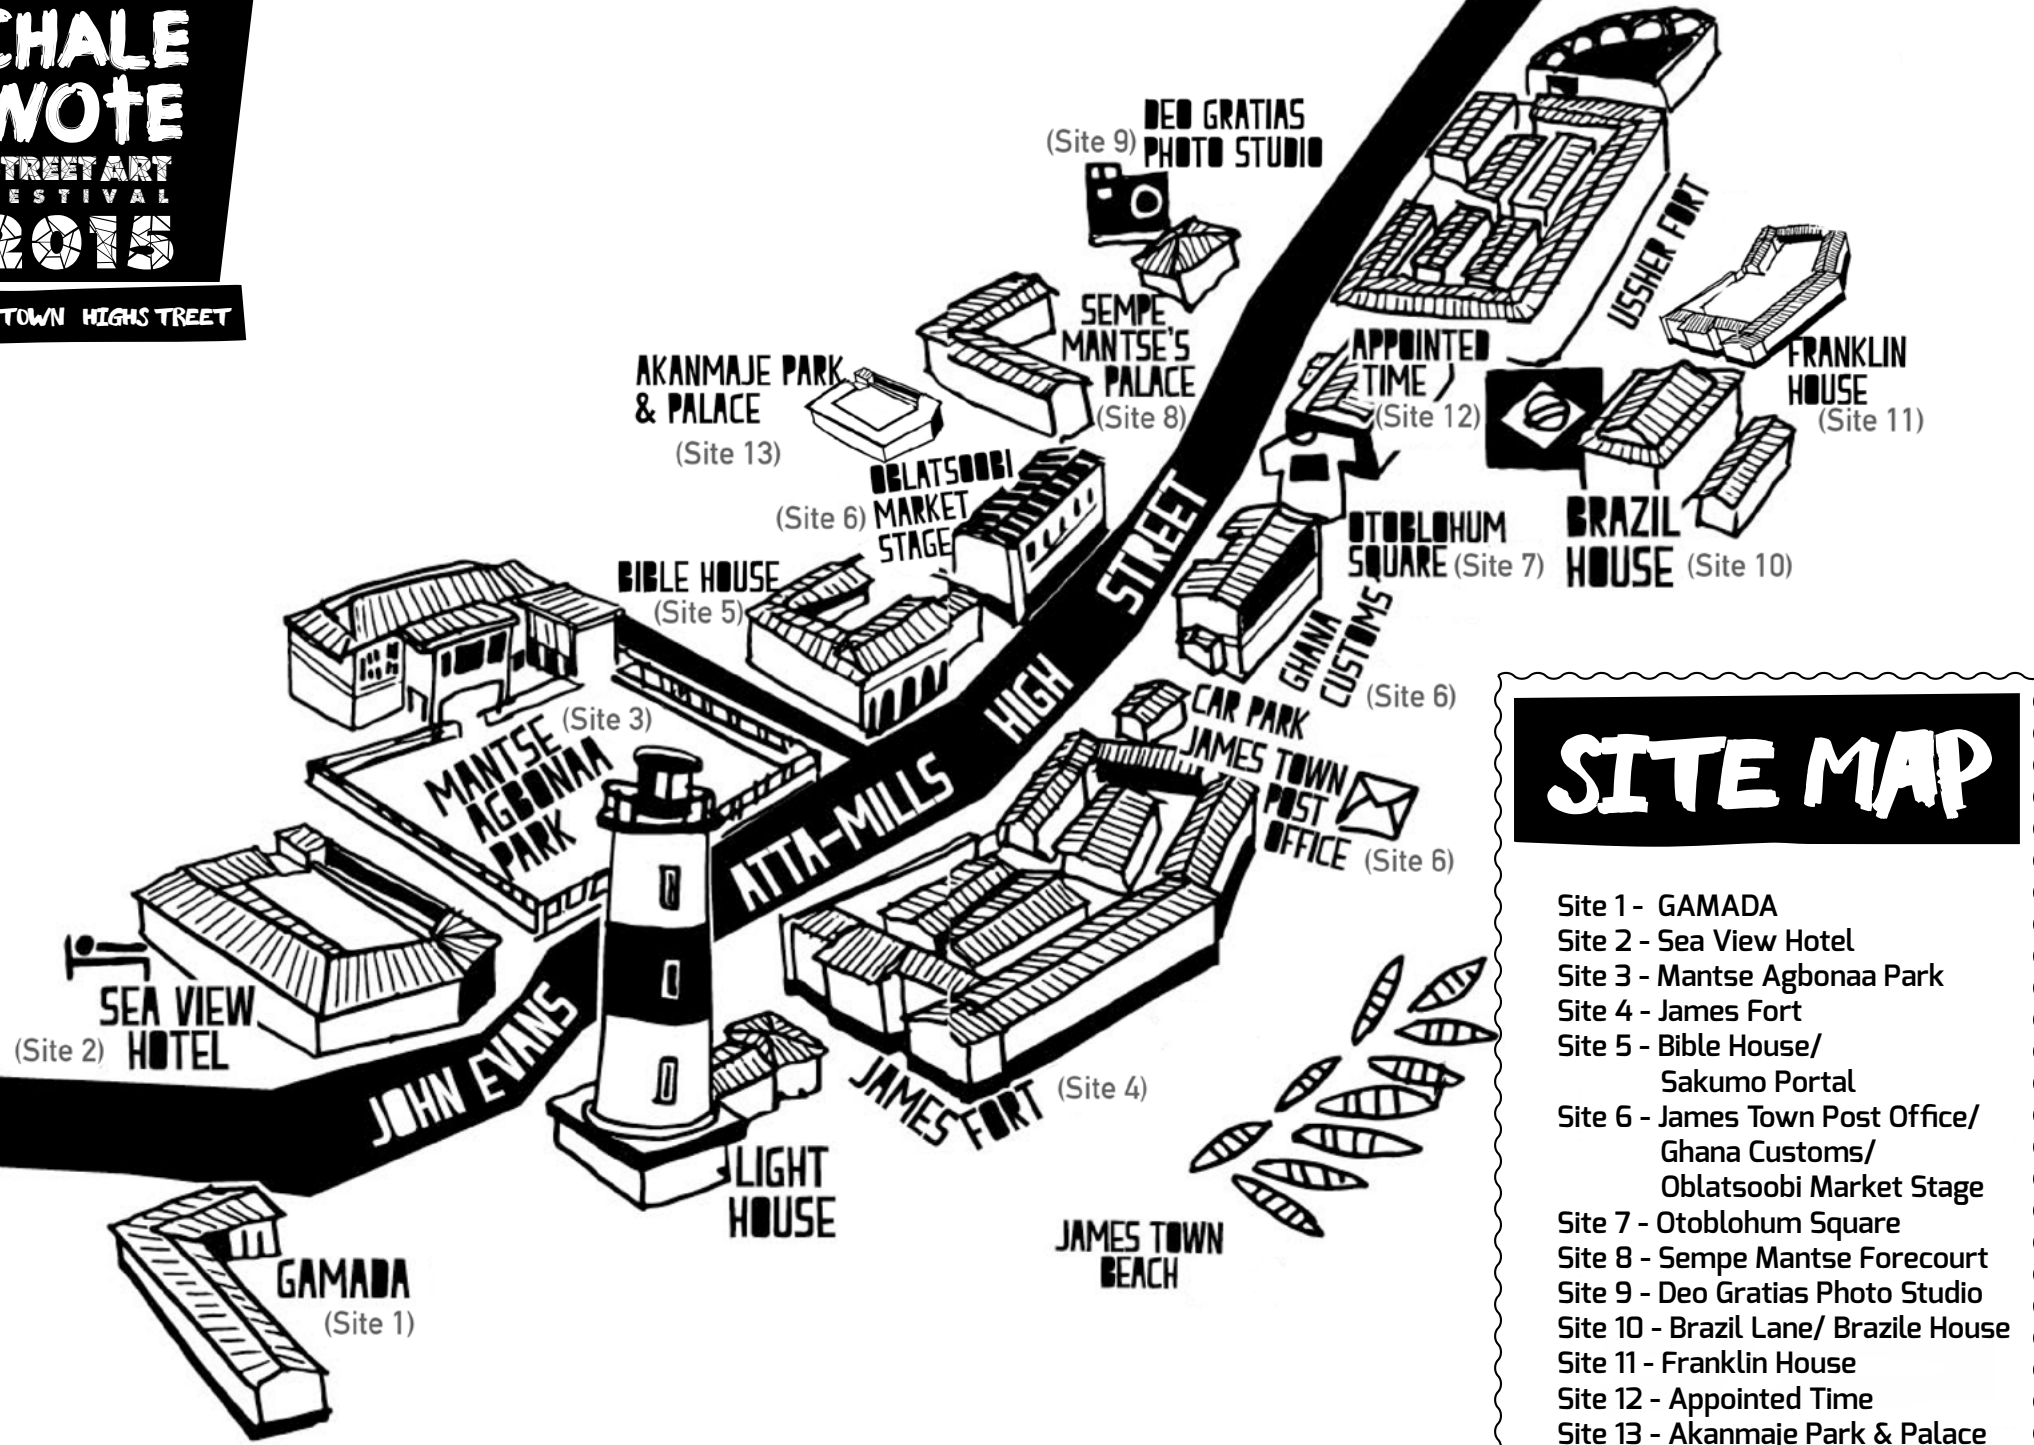 CHALE
WOTE
STREET ART
FESTIVAL
2015
TOWN HIGHS TREET
DEO GRATIAS
(Site 9) PHOTO STUDIO
USSHER FORT
SEMPE
MANTSE'S
PALACE
(Site 8)
AKANMAJE PARK
& PALACE
(Site 13)
APPOINTED
TIME
(Site 12)
FRANKLIN
HOUSE
(Site 11)
OBLATSOOBI
(Site 6) MARKET
STAGE
BRAZIL
HOUSE (Site 10)
OTOBLOHUM
SQUARE (Site 7)
BIBLE HOUSE
(Site 5)
GHANA
CUSTOMS
(Site 6)
(Site 3)
MANTSE
AGBONAA
PARK
CAR PARK
JAMES TOWN
POST
OFFICE (Site 6)
ATTA-MILLS HIGH STREET
JOHN EVANS
SEA VIEW
(Site 2) HOTEL
JAMES FORT (Site 4)
LIGHT
HOUSE
JAMES TOWN
BEACH
GAMADA
(Site 1)
SITE MAP
Site 1 - GAMADA
Site 2 - Sea View Hotel
Site 3 - Mantse Agbonaa Park
Site 4 - James Fort
Site 5 - Bible House/
Sakumo Portal
Site 6 - James Town Post Office/
Ghana Customs/
Oblatsoobi Market Stage
Site 7 - Otoblohum Square
Site 8 - Sempe Mantse Forecourt
Site 9 - Deo Gratias Photo Studio
Site 10 - Brazil Lane/ Brazile House
Site 11 - Franklin House
Site 12 - Appointed Time
Site 13 - Akanmaje Park & Palace